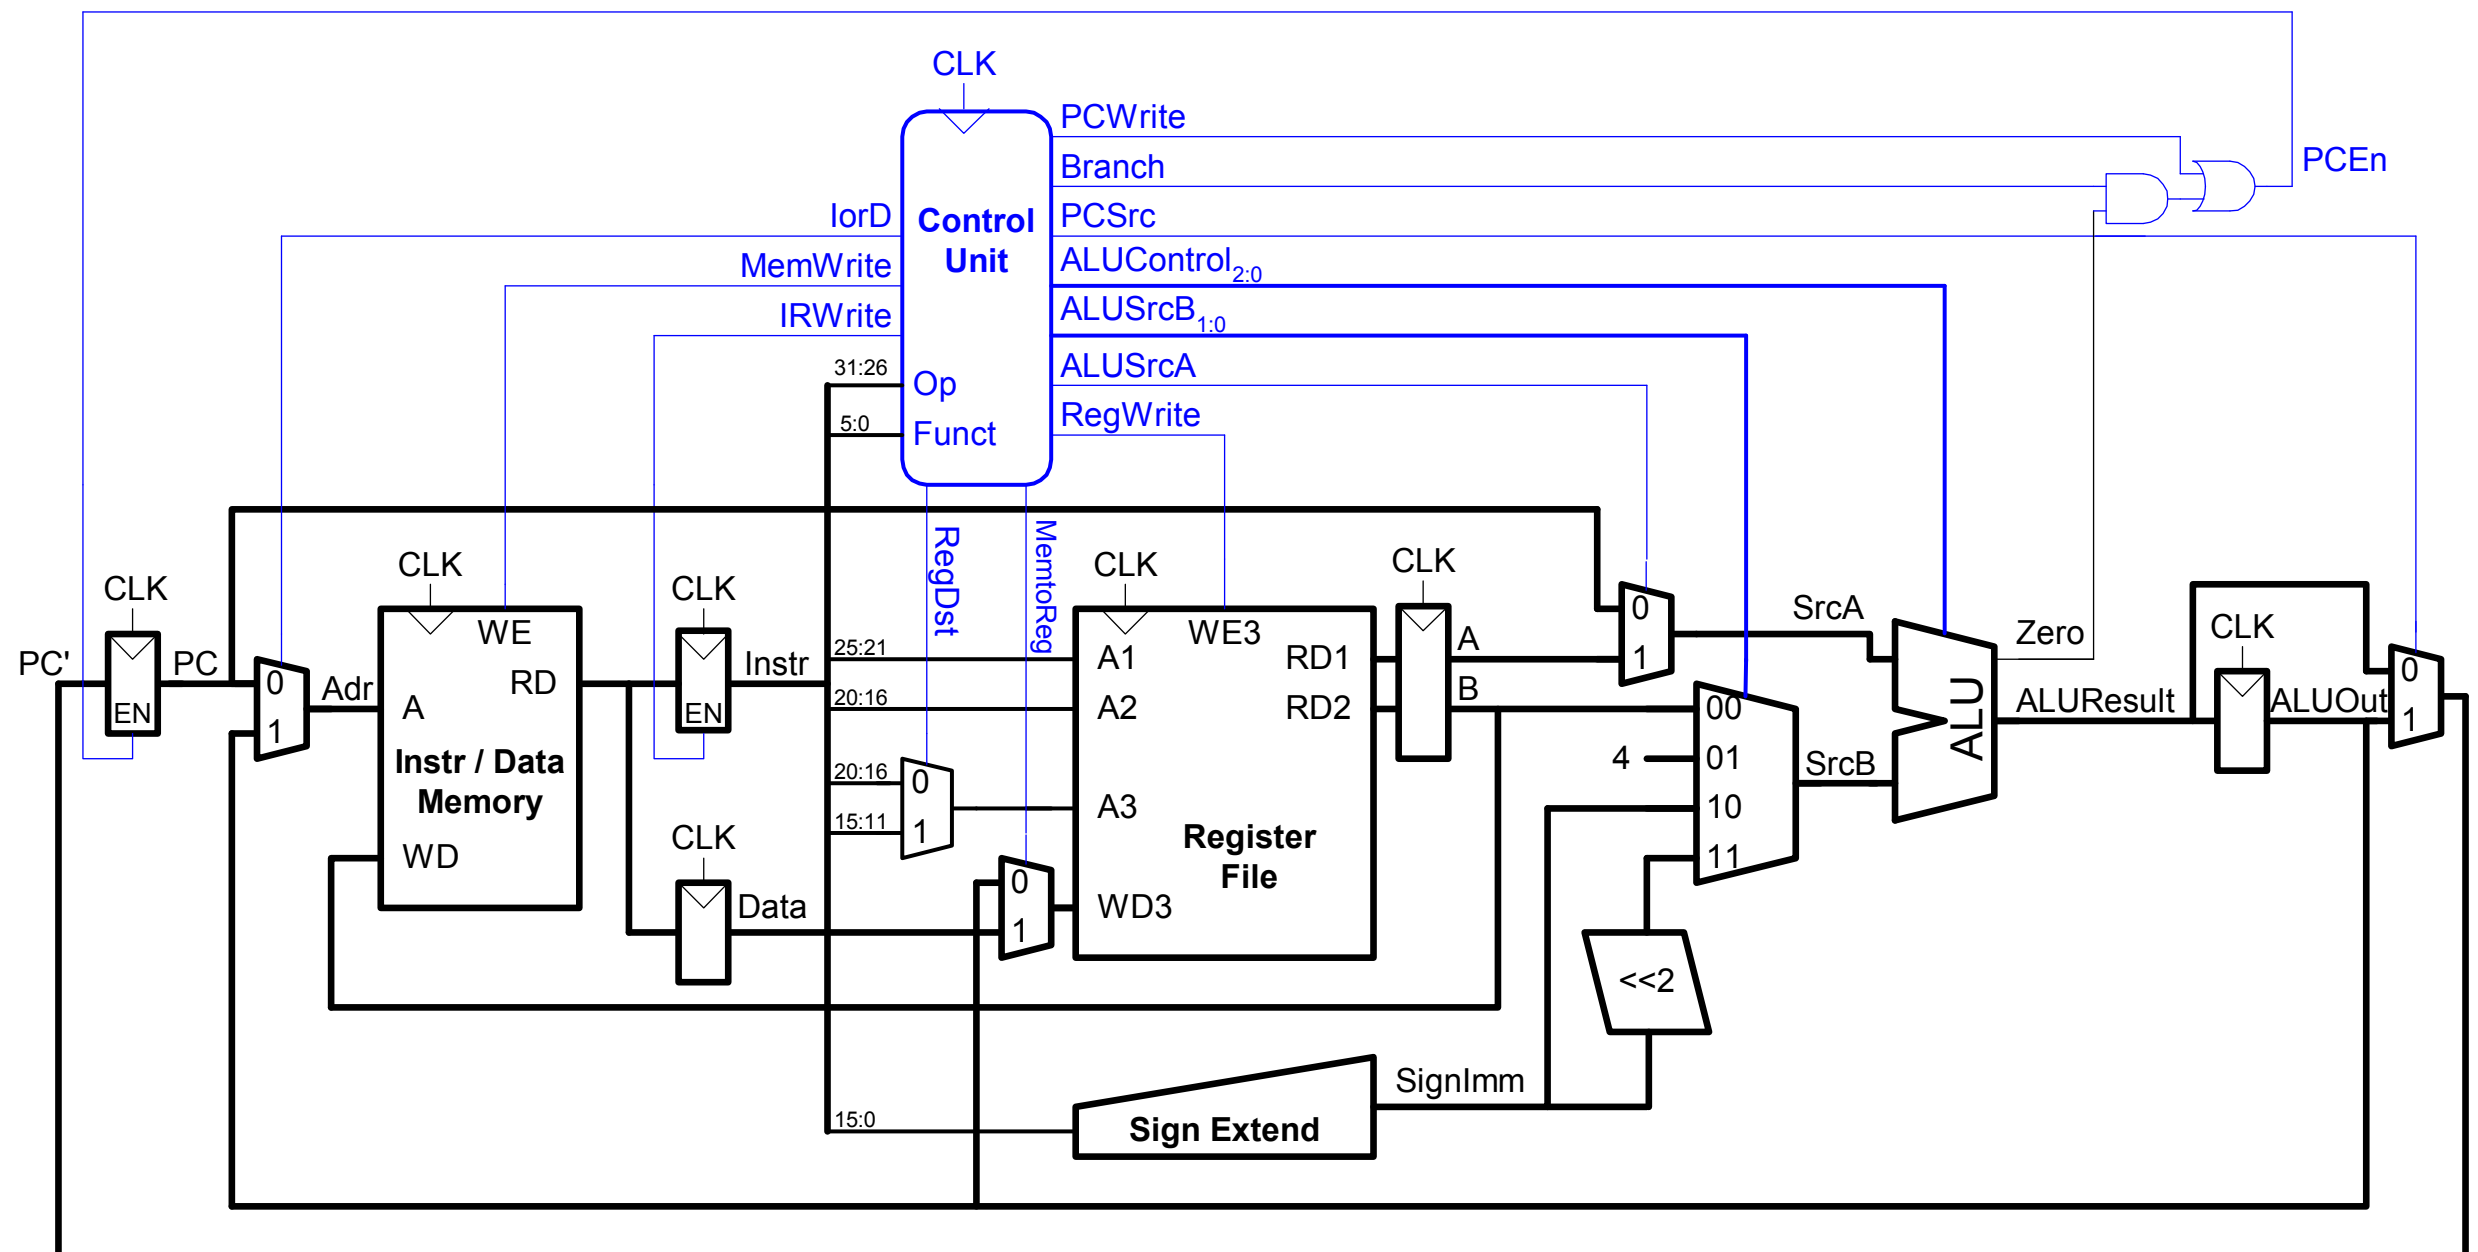 CLK
PCWrite
Branch
PCEn
IorD
Control
Unit
PCSrc
MemWrite
ALUControl2:0
IRWrite
ALUSrcB1:0
31:26
Op
ALUSrcA
5:0
Funct
RegWrite
RegDst
MemtoReg
CLK
CLK
CLK
CLK
CLK
CLK
PC'
PC
EN
0
1
Adr
WE
RD
A
Instr / Data
Memory
WD
EN
Instr
CLK
Data
25:21
20:16
20:16
0
15:11
1
0
1
WE3
A1
RD1
A2
RD2
A3
Register
File
WD3
A
B
0
1
SrcA
00
4
01
10
11
SrcB
ALU
Zero
ALUResult
ALUOut
0
1
<<2
SignImm
15:0
Sign Extend